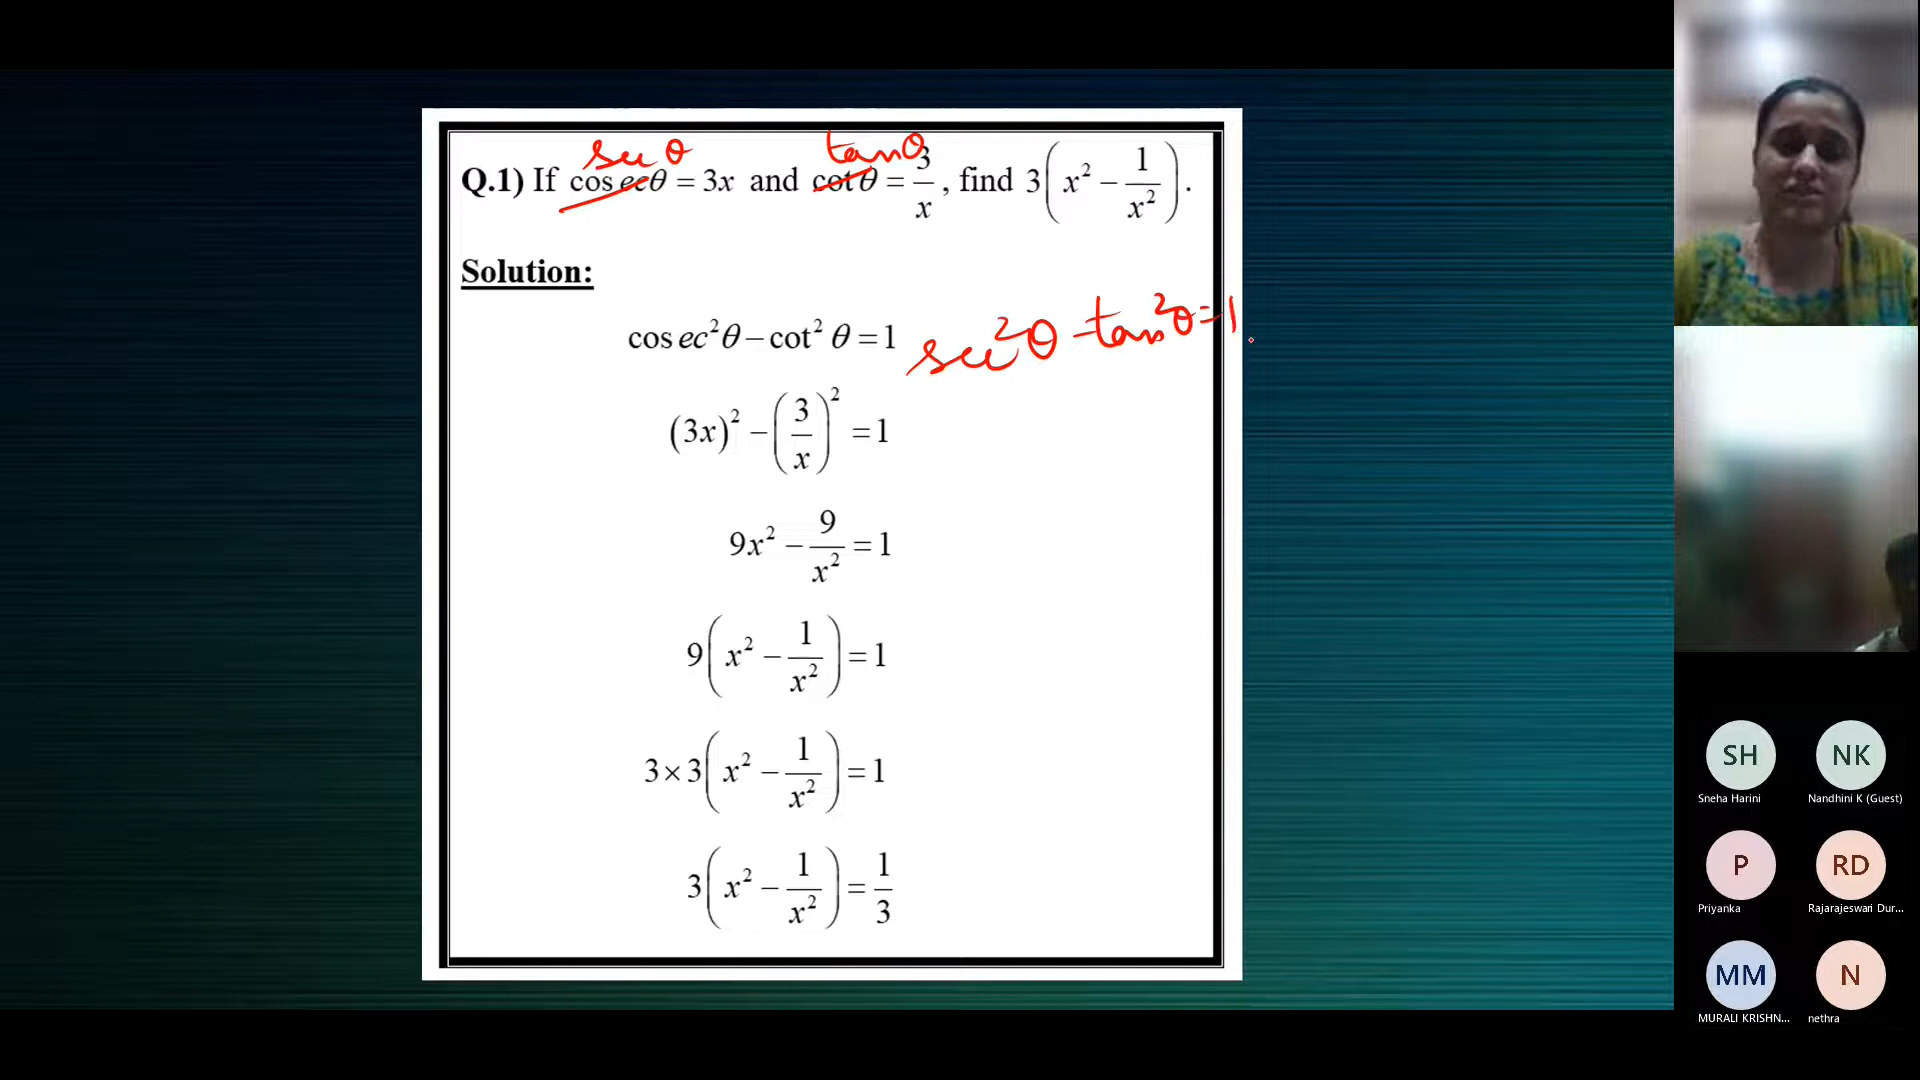 sec θ tan θ
Q.1) If cosecθ = 3x and cotθ = 3/x , find 3(x² − 1/x²).
Solution:
cosec²θ − cot²θ = 1 sec²θ − tan²θ = 1
(3x)² − (3/x)² = 1
9x² − 9/x² = 1
9(x² − 1/x²) = 1
3×3(x² − 1/x²) = 1
3(x² − 1/x²) = 1/3
SH NK
Sneha Harini Nandhini K (Guest)
P RD
Priyanka Rajarajeswari Dur...
MM N
MURALI KRISHN... nethra